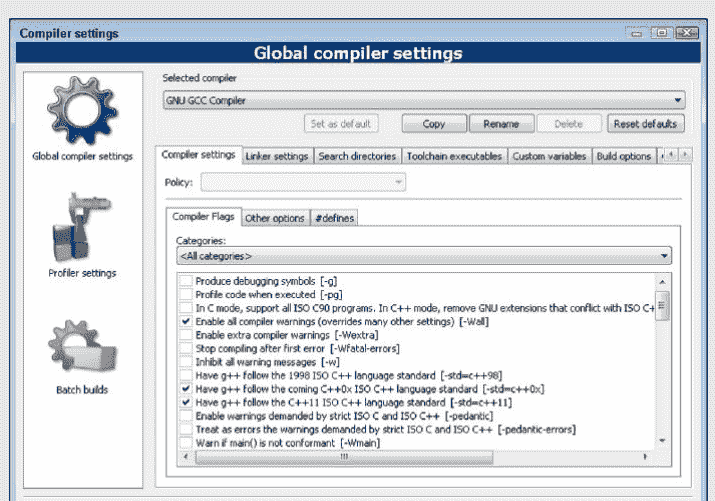 Compiler settings
Global compiler settings
Selected compiler
GNU GCC Compiler
Set as default Copy Rename Delete Reset defaults
Global compiler settings
Compiler settings Linker settings Search directories Toolchain executables Custom variables Build options
Policy:
Compiler Flags Other options #defines
Categories:
<All categories>
Profiler settings
Produce debugging symbols [-g]
Profile code when executed [-pg]
In C mode, support all ISO C90 programs. In C++ mode, remove GNU extensions that conflict with ISO C+
Enable all compiler warnings (overrides many other settings) [-Wall]
Enable extra compiler warnings [-Wextra]
Stop compiling after first error [-Wfatal-errors]
Inhibit all warning messages [-w]
Have g++ follow the 1998 ISO C++ language standard [-std=c++98]
Have g++ follow the coming C++0x ISO C++ language standard [-std=c++0x]
Have g++ follow the C++11 ISO C++ language standard [-std=c++11]
Enable warnings demanded by strict ISO C and ISO C++ [-pedantic]
Treat as errors the warnings demanded by strict ISO C and ISO C++ [-pedantic-errors]
Warn if main() is not conformant [-Wmain]
Batch builds